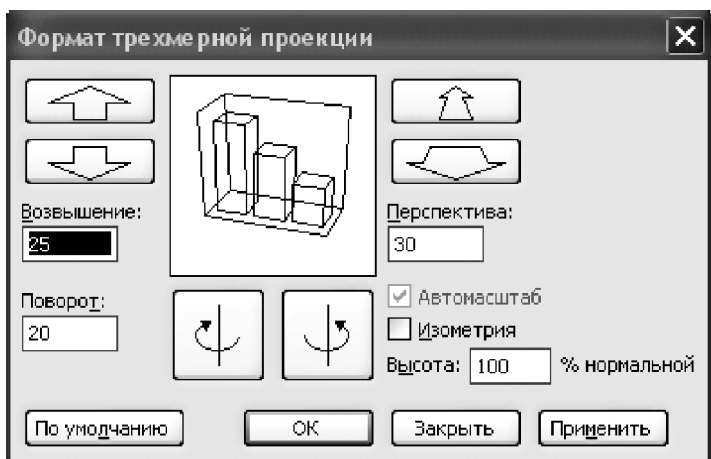 Формат трехмерной проекции
Возвышение:
25
Перспектива:
30
Поворот:
20
Автомасштаб
Изометрия
Высота: 100 % нормальной
По умолчанию ОК Закрыть Применить